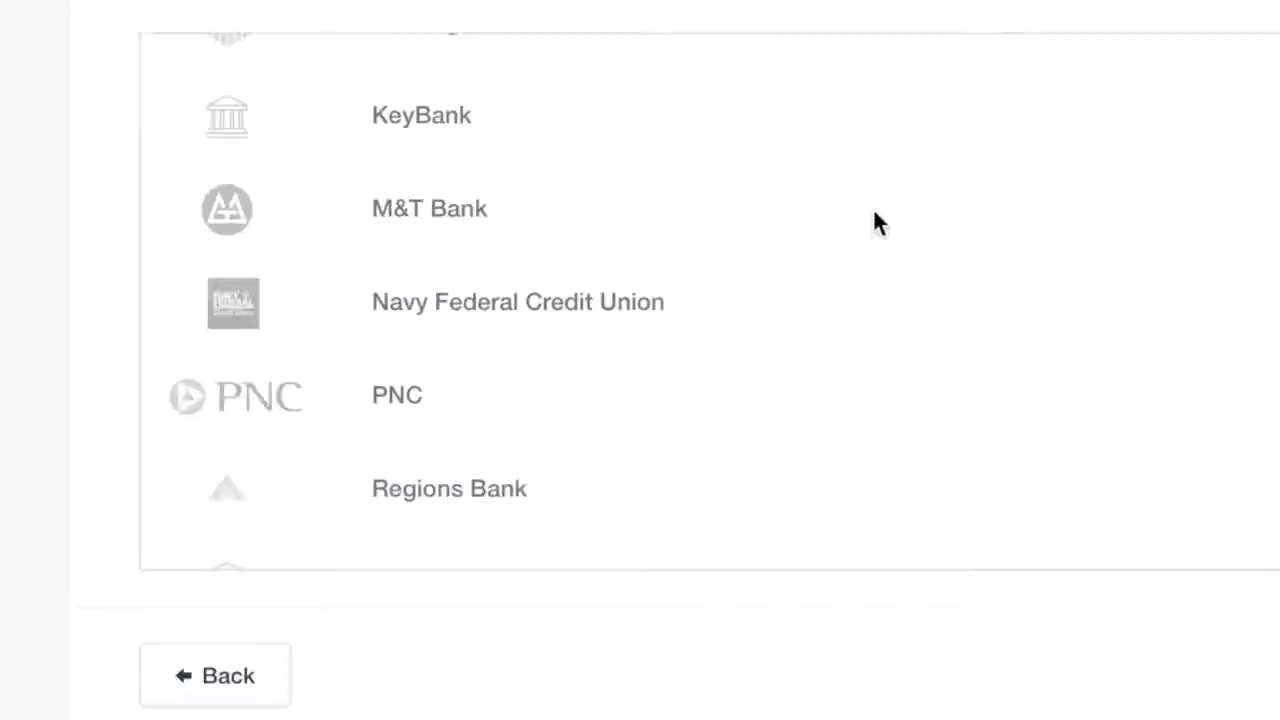 KeyBank
M&T Bank
Navy Federal Credit Union
PNC PNC
Regions Bank
Back